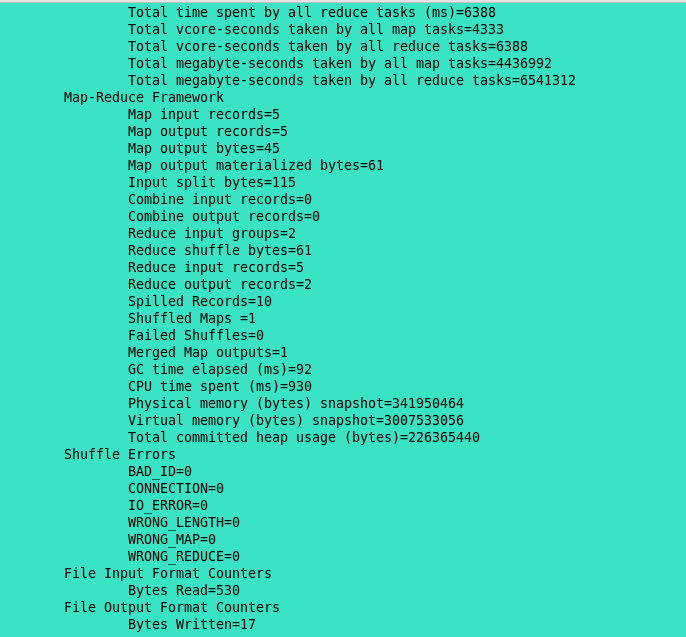 Total time spent by all reduce tasks (ms)=6388
Total vcore-seconds taken by all map tasks=4333
Total vcore-seconds taken by all reduce tasks=6388
Total megabyte-seconds taken by all map tasks=4436992
Total megabyte-seconds taken by all reduce tasks=6541312
Map-Reduce Framework
Map input records=5
Map output records=5
Map output bytes=45
Map output materialized bytes=61
Input split bytes=115
Combine input records=0
Combine output records=0
Reduce input groups=2
Reduce shuffle bytes=61
Reduce input records=5
Reduce output records=2
Spilled Records=10
Shuffled Maps =1
Failed Shuffles=0
Merged Map outputs=1
GC time elapsed (ms)=92
CPU time spent (ms)=930
Physical memory (bytes) snapshot=341950464
Virtual memory (bytes) snapshot=3007533056
Total committed heap usage (bytes)=226365440
Shuffle Errors
BAD_ID=0
CONNECTION=0
IO_ERROR=0
WRONG_LENGTH=0
WRONG_MAP=0
WRONG_REDUCE=0
File Input Format Counters
Bytes Read=530
File Output Format Counters
Bytes Written=17